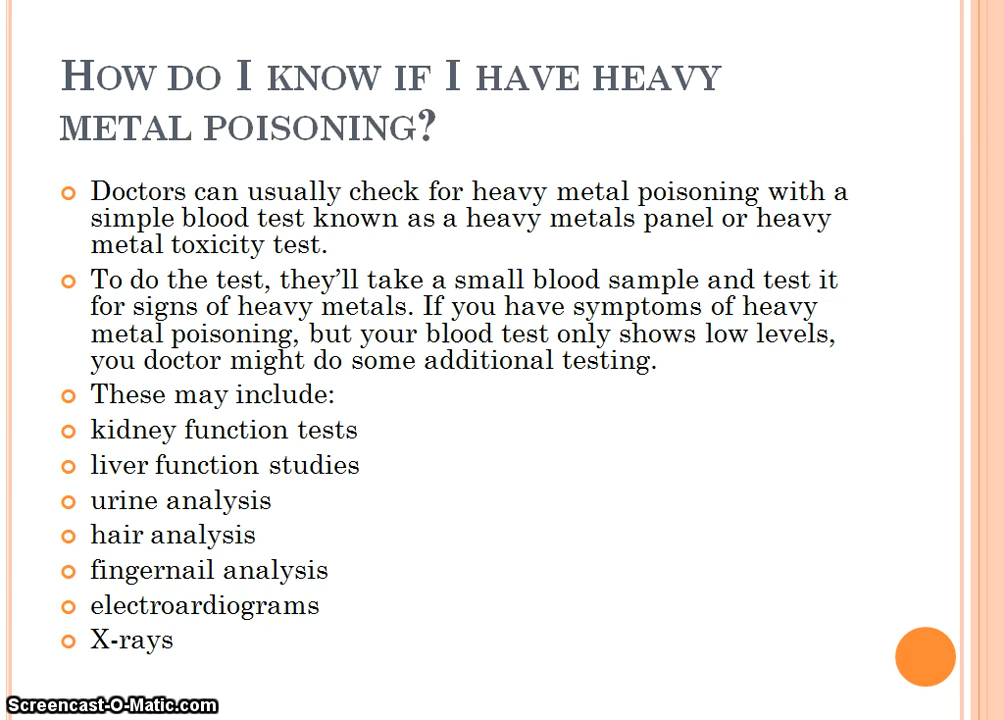 How do I know if I have heavy
metal poisoning?
Doctors can usually check for heavy metal poisoning with a
simple blood test known as a heavy metals panel or heavy
metal toxicity test.
To do the test, they’ll take a small blood sample and test it
for signs of heavy metals. If you have symptoms of heavy
metal poisoning, but your blood test only shows low levels,
you doctor might do some additional testing.
These may include:
kidney function tests
liver function studies
urine analysis
hair analysis
fingernail analysis
electroardiograms
X-rays
Screencast-O-Matic.com